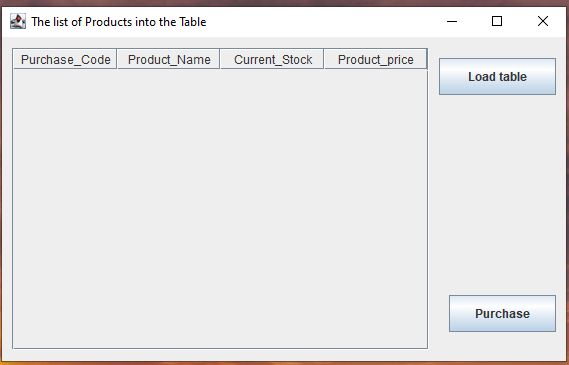 The list of Products into the Table
Purchase_Code Product_Name Current_Stock Product_price
Load table
Purchase